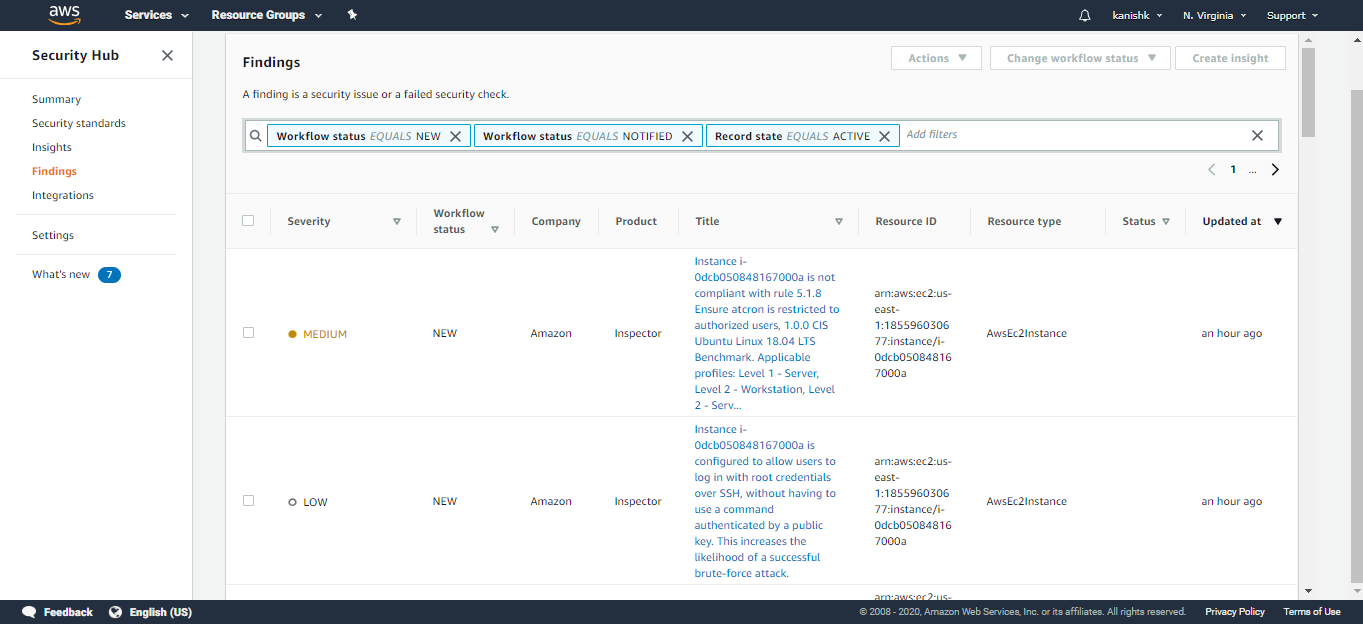 aws Services Resource Groups kanishk N. Virginia Support
Security Hub
Summary
Security standards
Insights
Findings
Integrations
Settings
What's new 7
Findings
Actions Change workflow status Create insight
A finding is a security issue or a failed security check.
Workflow status EQUALS NEW Workflow status EQUALS NOTIFIED Record state EQUALS ACTIVE Add filters
1 ...
Severity Workflow status Company Product Title Resource ID Resource type Status Updated at
MEDIUM
NEW
Amazon
Inspector
Instance i-
0dcb050848167000a is not
compliant with rule 5.1.8
Ensure atcron is restricted to
authorized users, 1.0.0 CIS
Ubuntu Linux 18.04 LTS
Benchmark. Applicable
profiles: Level 1 - Server,
Level 2 - Workstation, Level
2 - Serv...
arn:aws:ec2:us-
east-
1:1855960306
77:instance/i-
0dcb05084816
7000a
AwsEc2Instance
an hour ago
LOW
NEW
Amazon
Inspector
Instance i-
0dcb050848167000a is
configured to allow users to
log in with root credentials
over SSH, without having to
use a command
authenticated by a public
key. This increases the
likelihood of a successful
brute-force attack.
arn:aws:ec2:us-
east-
1:1855960306
77:instance/i-
0dcb05084816
7000a
AwsEc2Instance
an hour ago
arn:aws:ec2:us-
Feedback English (US) © 2008 - 2020, Amazon Web Services, Inc. or its affiliates. All rights reserved. Privacy Policy Terms of Use